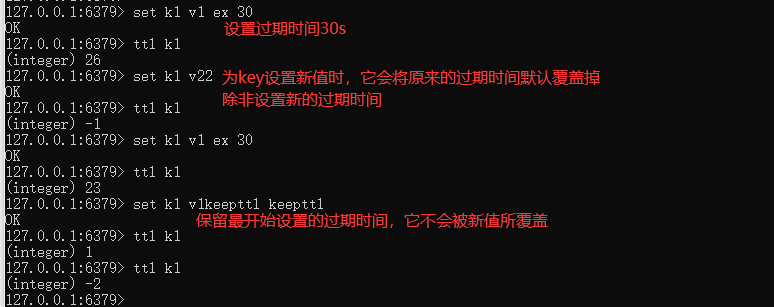 127.0.0.1:6379> set k1 v1 ex 30
OK
设置过期时间30s
127.0.0.1:6379> ttl k1
(integer) 26
127.0.0.1:6379> set k1 v22 为key设置新值时，它会将原来的过期时间默认覆盖掉
OK
除非设置新的过期时间
127.0.0.1:6379> ttl k1
(integer) -1
127.0.0.1:6379> set k1 v1 ex 30
OK
127.0.0.1:6379> ttl k1
(integer) 23
127.0.0.1:6379> set k1 v1keepttl keepttl
OK
保留最开始设置的过期时间，它不会被新值所覆盖
127.0.0.1:6379> ttl k1
(integer) 1
127.0.0.1:6379> ttl k1
(integer) -2
127.0.0.1:6379>